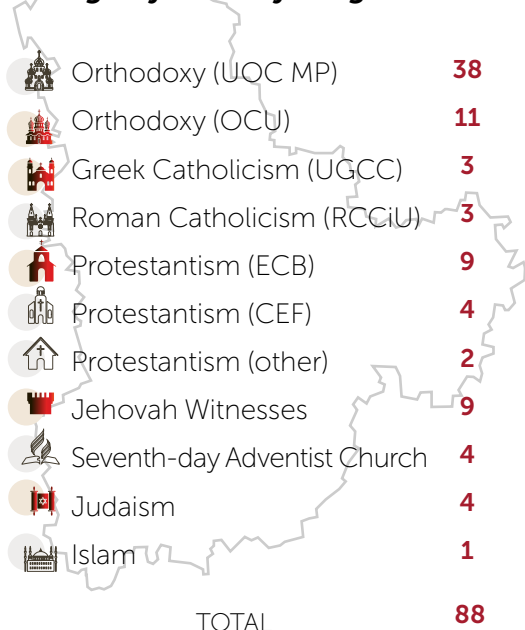 Orthodoxy (UOC MP) 38
Orthodoxy (OCU) 11
Greek Catholicism (UGCC) 3
Roman Catholicism (RCCiU) 3
Protestantism (ECB) 9
Protestantism (CEF) 4
Protestantism (other) 2
Jehovah Witnesses 9
Seventh-day Adventist Church 4
Judaism 4
Islam 1
TOTAL 88